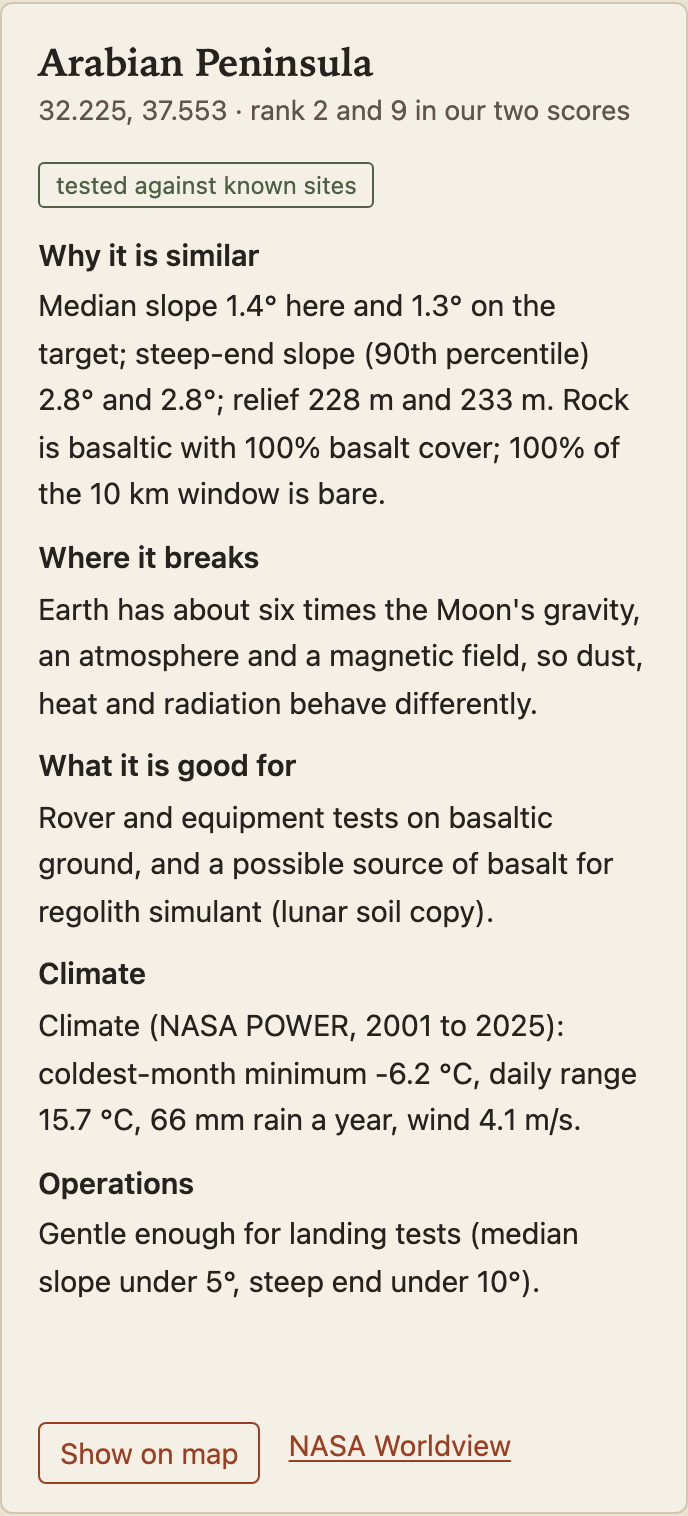 Arabian Peninsula
32.225, 37.553 · rank 2 and 9 in our two scores
tested against known sites
Why it is similar
Median slope 1.4° here and 1.3° on the
target; steep-end slope (90th percentile)
2.8° and 2.8°; relief 228 m and 233 m. Rock
is basaltic with 100% basalt cover; 100% of
the 10 km window is bare.
Where it breaks
Earth has about six times the Moon's gravity,
an atmosphere and a magnetic field, so dust,
heat and radiation behave differently.
What it is good for
Rover and equipment tests on basaltic
ground, and a possible source of basalt for
regolith simulant (lunar soil copy).
Climate
Climate (NASA POWER, 2001 to 2025):
coldest-month minimum -6.2 °C, daily range
15.7 °C, 66 mm rain a year, wind 4.1 m/s.
Operations
Gentle enough for landing tests (median
slope under 5°, steep end under 10°).
Show on map
NASA Worldview